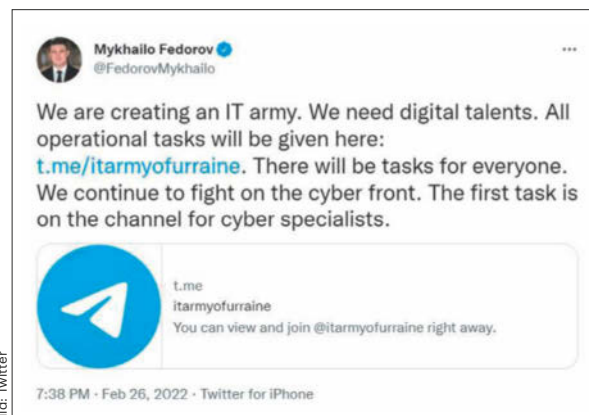 Mykhailo Fedorov
@FedorovMykhailo
We are creating an IT army. We need digital talents. All
operational tasks will be given here:
t.me/itarmyofurraine. There will be tasks for everyone.
We continue to fight on the cyber front. The first task is
on the channel for cyber specialists.
t.me
itarmyofurraine
You can view and join @itarmyofurraine right away.
7:38 PM · Feb 26, 2022 · Twitter for iPhone
Twitter